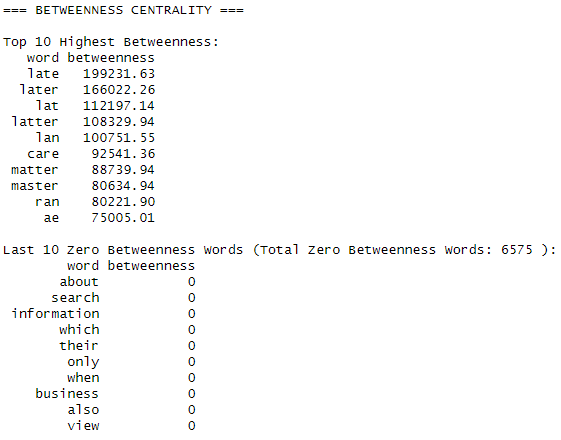 === BETWEENNESS CENTRALITY ===
Top 10 Highest Betweenness:
word betweenness
late 199231.63
later 166022.26
lat 112197.14
latter 108329.94
lan 100751.55
care 92541.36
matter 88739.94
master 80634.94
ran 80221.90
ae 75005.01
Last 10 Zero Betweenness Words (Total Zero Betweenness Words: 6575 ):
word betweenness
about 0
search 0
information 0
which 0
their 0
only 0
when 0
business 0
also 0
view 0